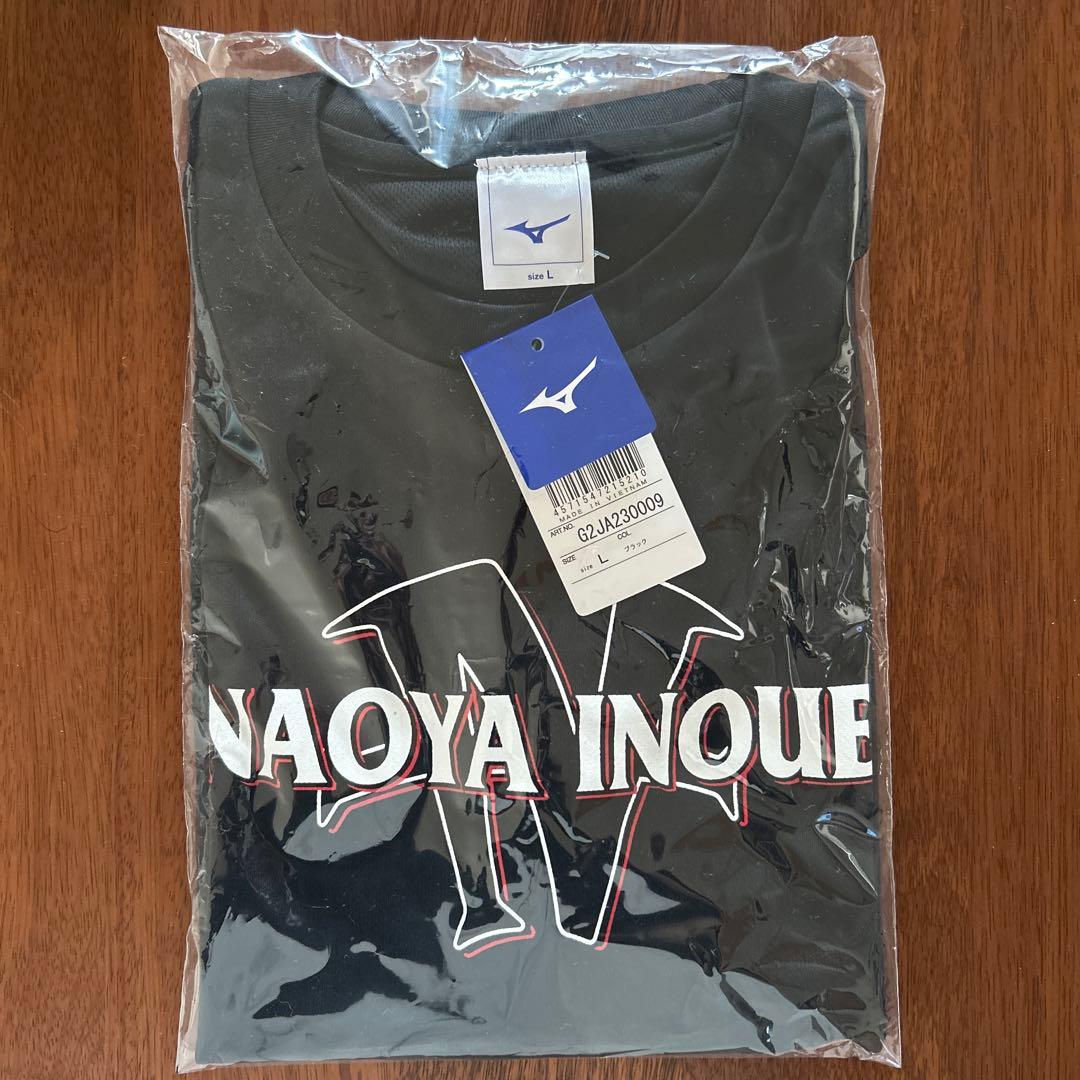 size L
4571547215210
MADE IN VIETNAM
ART.NO. G2JA230009
SIZE COL.
size L ブラック
NAOYA INOUE